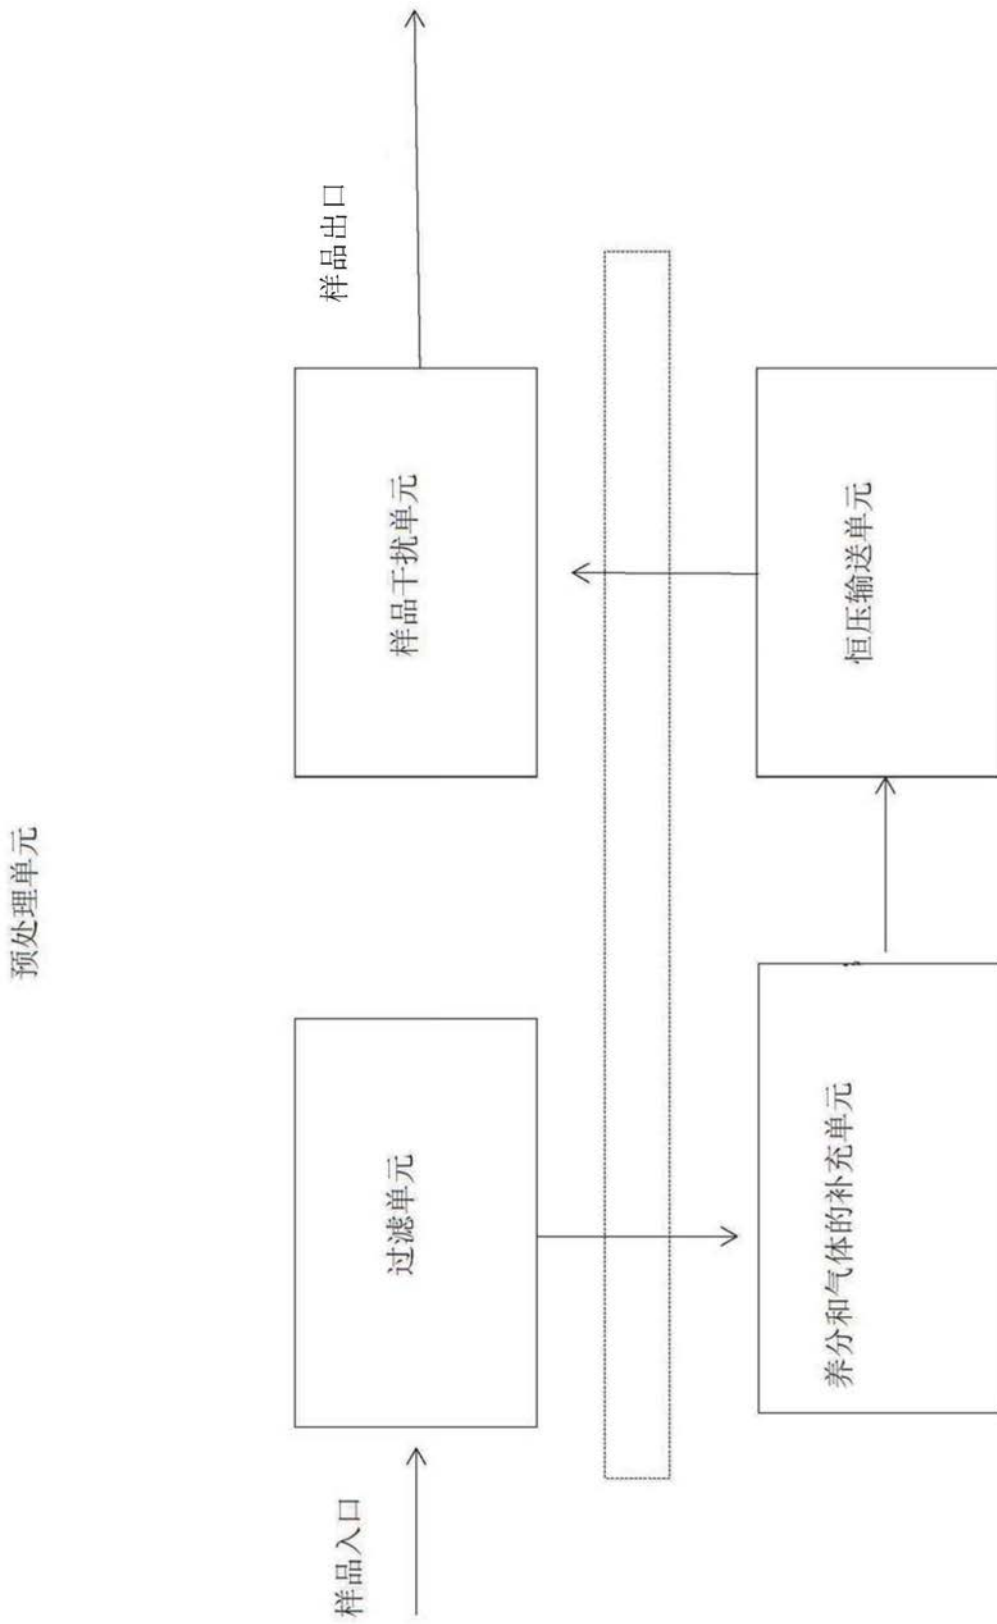 预处理单元
样品入口
过滤单元
样品干扰单元
样品出口
养分和气体的补充单元
恒压输送单元